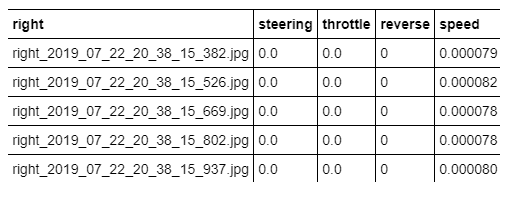 right steering throttle reverse speed
right_2019_07_22_20_38_15_382.jpg 0.0 0.0 0 0.000079
right_2019_07_22_20_38_15_526.jpg 0.0 0.0 0 0.000082
right_2019_07_22_20_38_15_669.jpg 0.0 0.0 0 0.000078
right_2019_07_22_20_38_15_802.jpg 0.0 0.0 0 0.000078
right_2019_07_22_20_38_15_937.jpg 0.0 0.0 0 0.000080